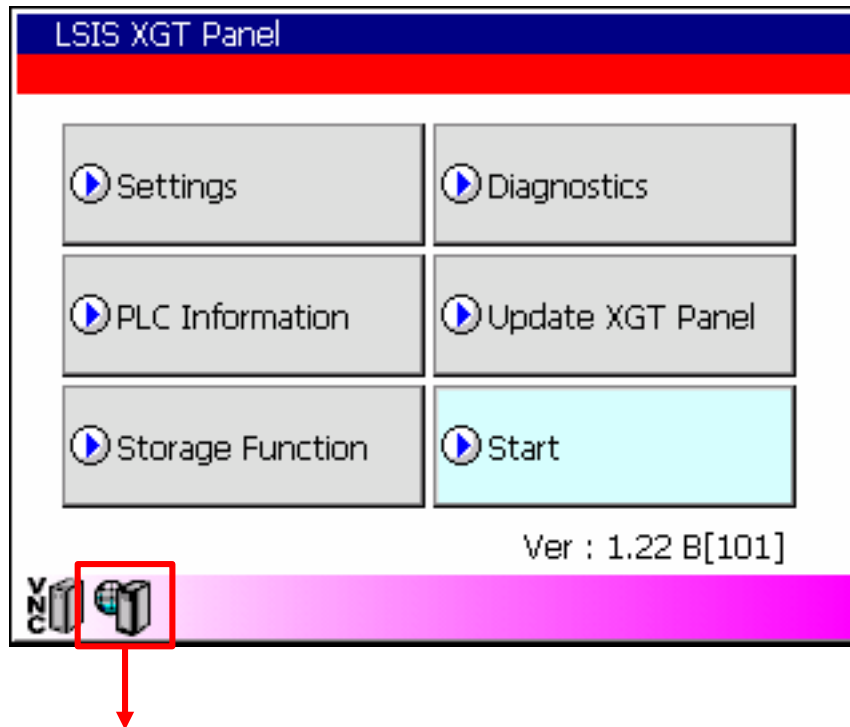 LSIS XGT Panel
Settings
Diagnostics
PLC Information
Update XGT Panel
Storage Function
Start
Ver : 1.22 B[101]
VNC